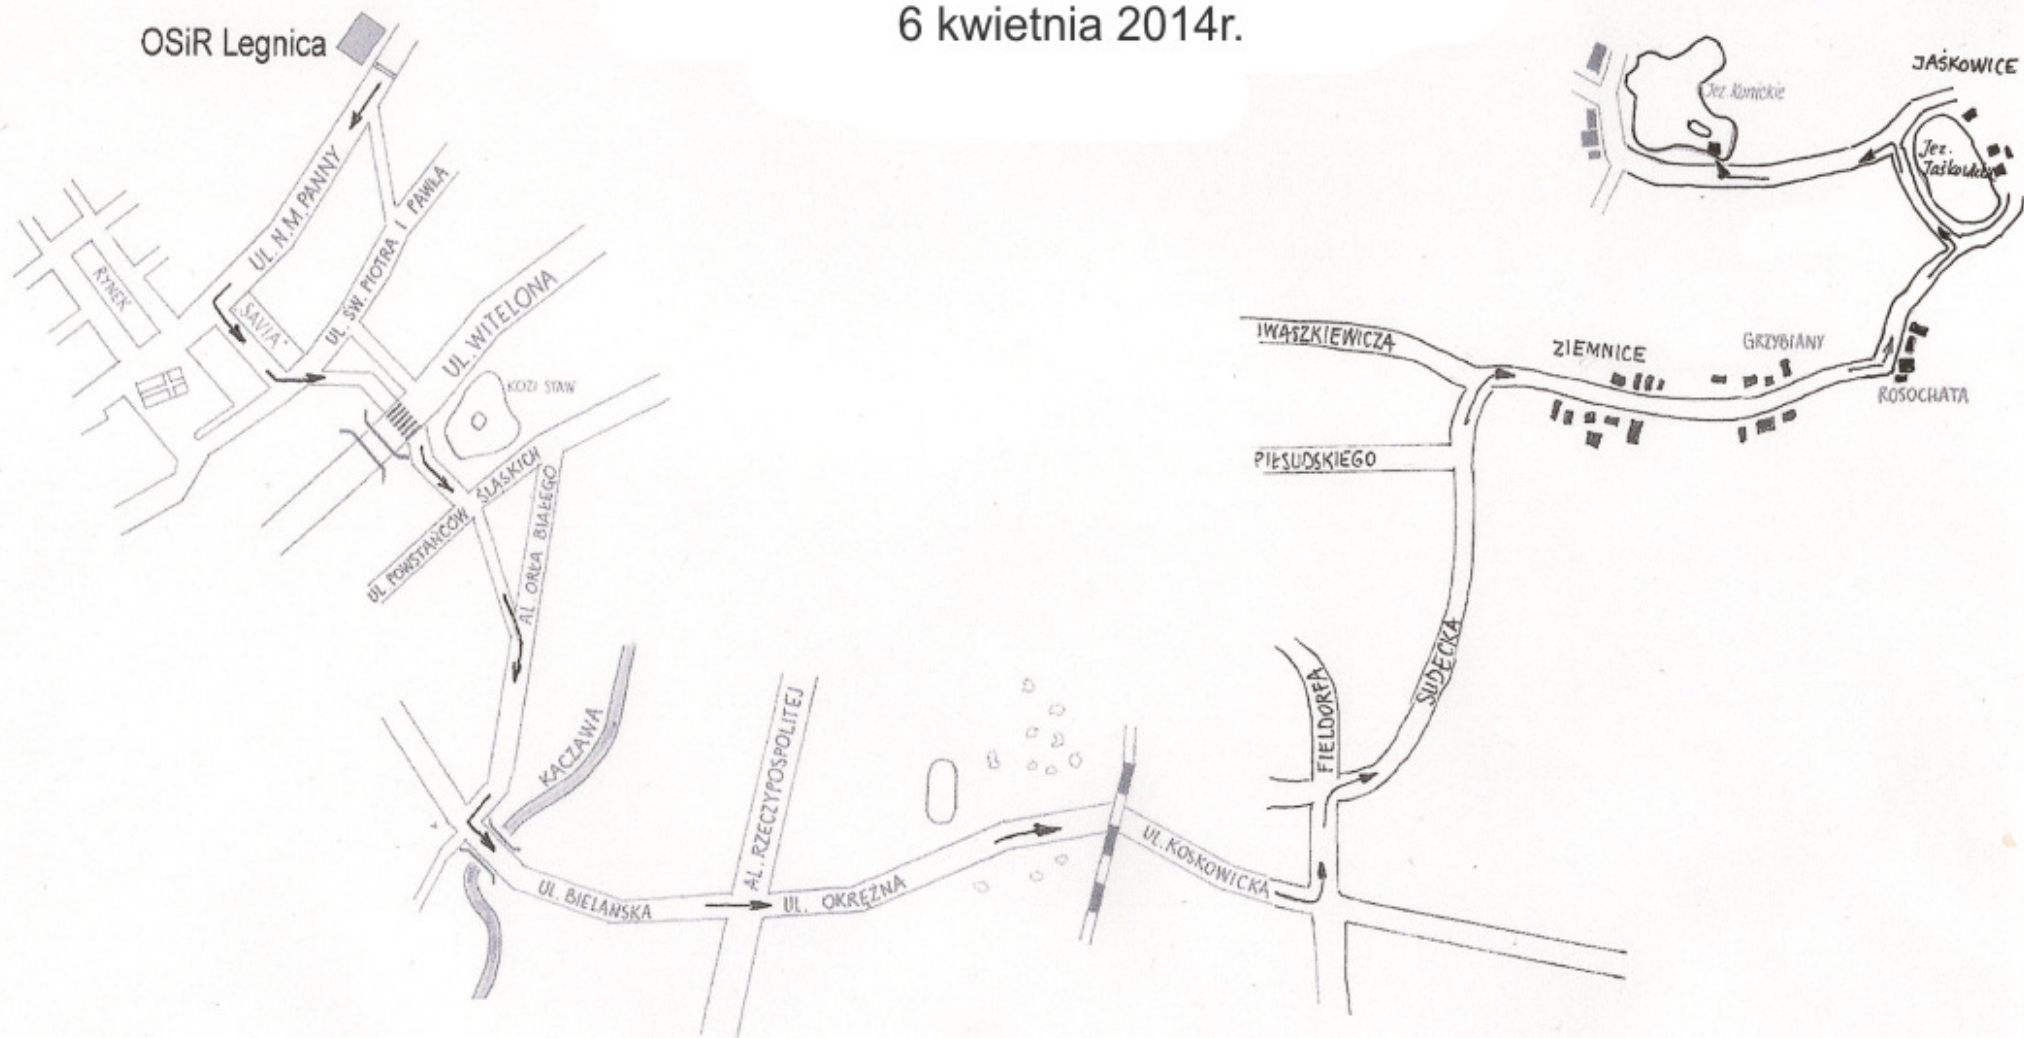 6 kwietnia 2014r.
OSiR Legnica
UL. N.M. PANNY
RYNEK
„SAVIA"
UL. ŚW. PIOTRA I PAWŁA
UL. WITELONA
KOZI STAW
UL. POWSTAŃCÓW ŚLĄSKICH
AL. ORŁA BIAŁEGO
KACZAWA
UL. BIELAŃSKA
AL. RZECZYPOSPOLITEJ
UL. OKRĘŻNA
UL. KOSKOWICKA
FIELDORFA
SUDECKA
PIŁSUDSKIEGO
IWASZKIEWICZA
ZIEMNICE
GRZYBIANY
ROSOCHATA
JAŚKOWICE
Jez.
Jaśkowickie
Jez. Kunickie